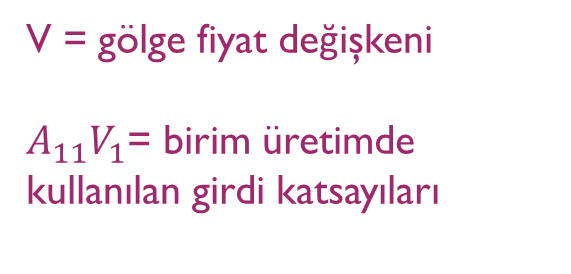 V = gölge fiyat değişkeni
A₁₁V₁= birim üretimde
kullanılan girdi katsayıları